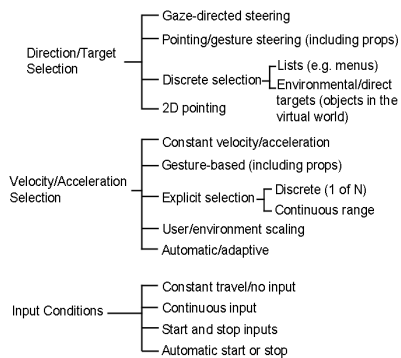 Gaze-directed steering
Pointing/gesture steering (including props)
Direction/Target
Selection
Discrete selection
Lists (e.g. menus)
Environmental/direct
targets (objects in the
virtual world)
2D pointing
Constant velocity/acceleration
Gesture-based (including props)
Velocity/Acceleration
Selection
Explicit selection
Discrete (1 of N)
Continuous range
User/environment scaling
Automatic/adaptive
Constant travel/no input
Input Conditions
Continuous input
Start and stop inputs
Automatic start or stop